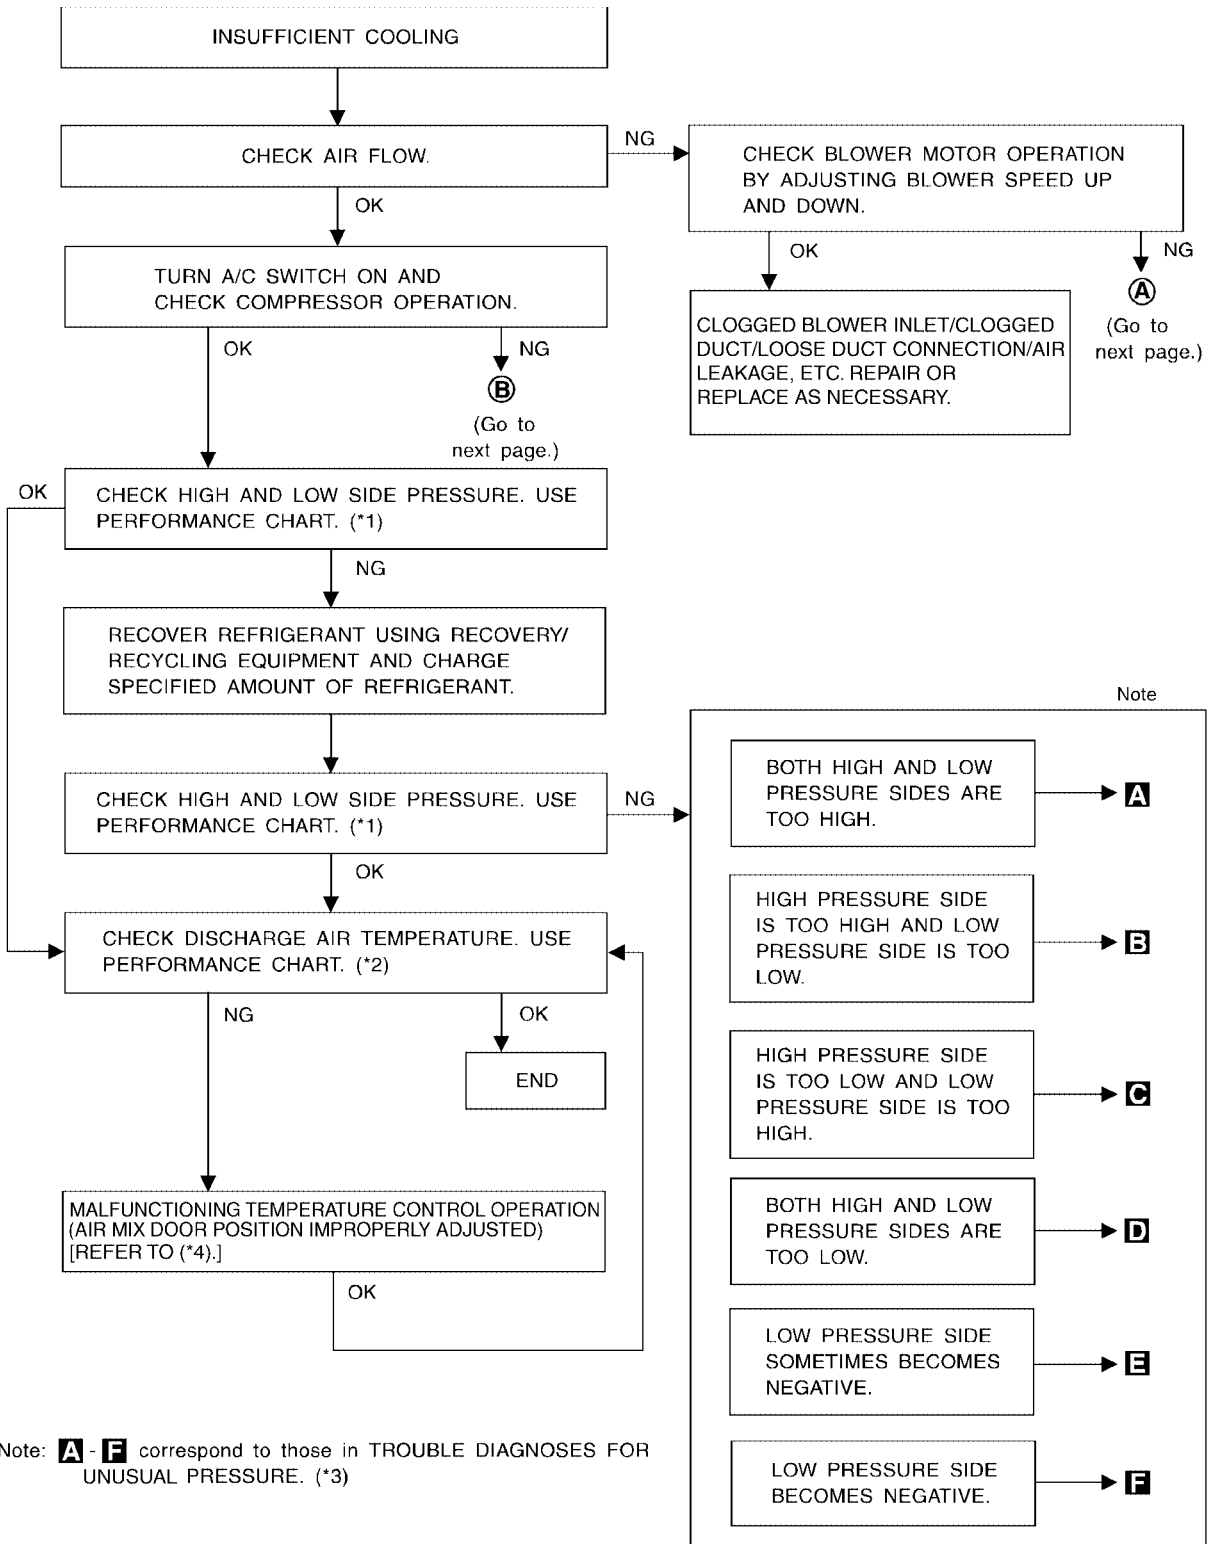 INSUFFICIENT COOLING
CHECK AIR FLOW.
NG
CHECK BLOWER MOTOR OPERATION
BY ADJUSTING BLOWER SPEED UP
AND DOWN.
OK
OK
NG
TURN A/C SWITCH ON AND
CHECK COMPRESSOR OPERATION.
A
(Go to
next page.)
CLOGGED BLOWER INLET/CLOGGED
DUCT/LOOSE DUCT CONNECTION/AIR
LEAKAGE, ETC. REPAIR OR
REPLACE AS NECESSARY.
OK
NG
B
(Go to
next page.)
OK
CHECK HIGH AND LOW SIDE PRESSURE. USE
PERFORMANCE CHART. (*1)
NG
RECOVER REFRIGERANT USING RECOVERY/
RECYCLING EQUIPMENT AND CHARGE
SPECIFIED AMOUNT OF REFRIGERANT.
Note
CHECK HIGH AND LOW SIDE PRESSURE. USE
PERFORMANCE CHART. (*1)
NG
BOTH HIGH AND LOW
PRESSURE SIDES ARE
TOO HIGH.
A
OK
HIGH PRESSURE SIDE
IS TOO HIGH AND LOW
PRESSURE SIDE IS TOO
LOW.
B
CHECK DISCHARGE AIR TEMPERATURE. USE
PERFORMANCE CHART. (*2)
NG
OK
END
HIGH PRESSURE SIDE
IS TOO LOW AND LOW
PRESSURE SIDE IS TOO
HIGH.
C
MALFUNCTIONING TEMPERATURE CONTROL OPERATION
(AIR MIX DOOR POSITION IMPROPERLY ADJUSTED)
[REFER TO (*4).]
OK
BOTH HIGH AND LOW
PRESSURE SIDES ARE
TOO LOW.
D
LOW PRESSURE SIDE
SOMETIMES BECOMES
NEGATIVE.
E
LOW PRESSURE SIDE
BECOMES NEGATIVE.
F
Note: A - F correspond to those in TROUBLE DIAGNOSES FOR
UNUSUAL PRESSURE. (*3)